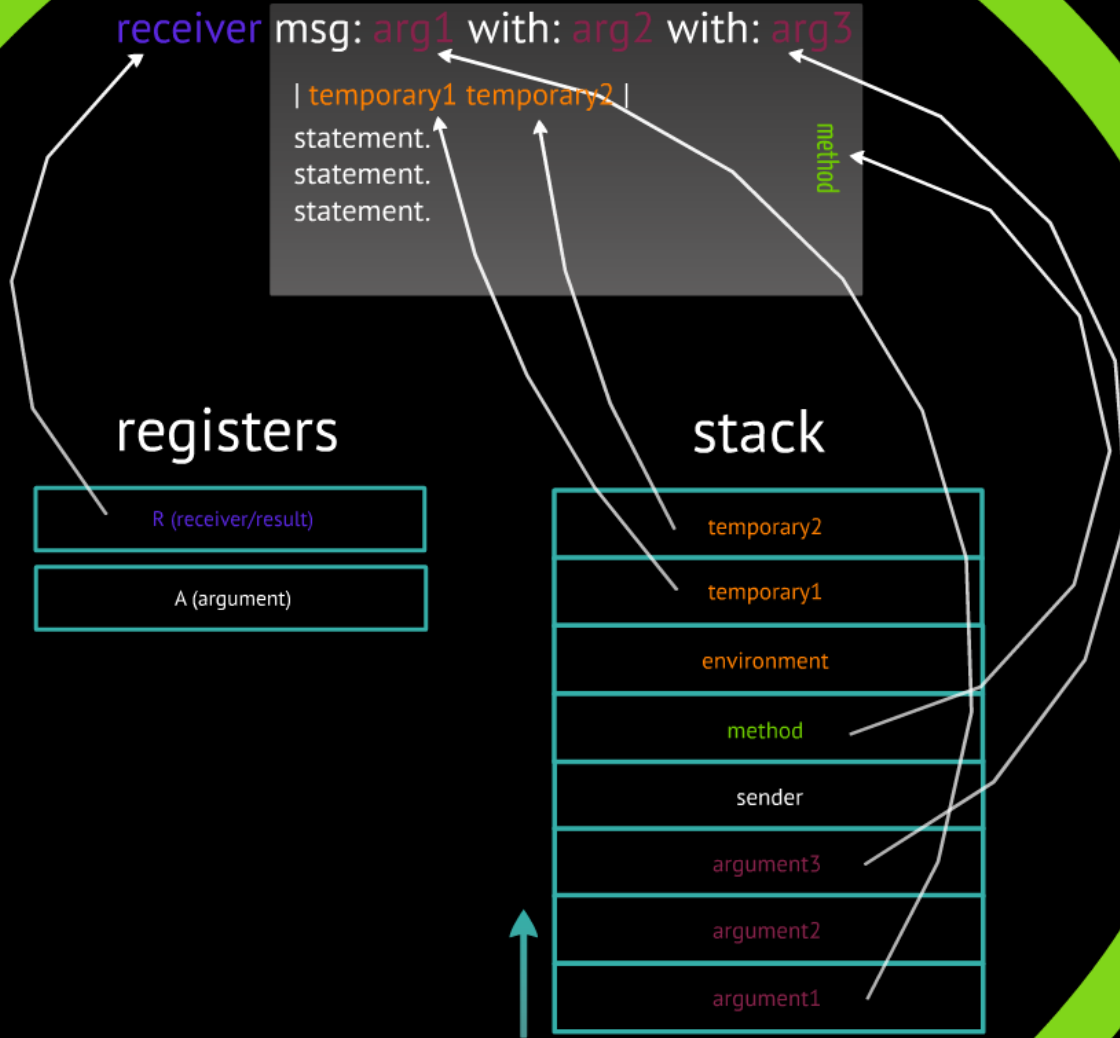 receiver msg: arg1 with: arg2 with: arg3
| temporary1 temporary2 |
statement.
statement.
statement.
method
registers
R (receiver/result)
A (argument)
stack
temporary2
temporary1
environment
method
sender
argument3
argument2
argument1